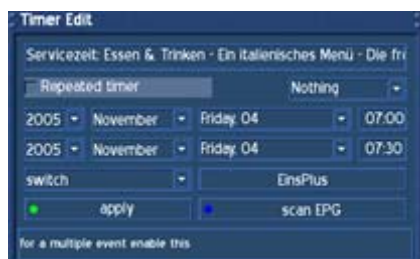 Timer Edit
Servicezeit: Essen & Trinken - Ein italienisches Menü - Die fr
Repeated timer Nothing
2005 November Friday, 04 07:00
2005 November Friday, 04 07:30
switch EinsPlus
apply scan EPG
for a multiple event enable this